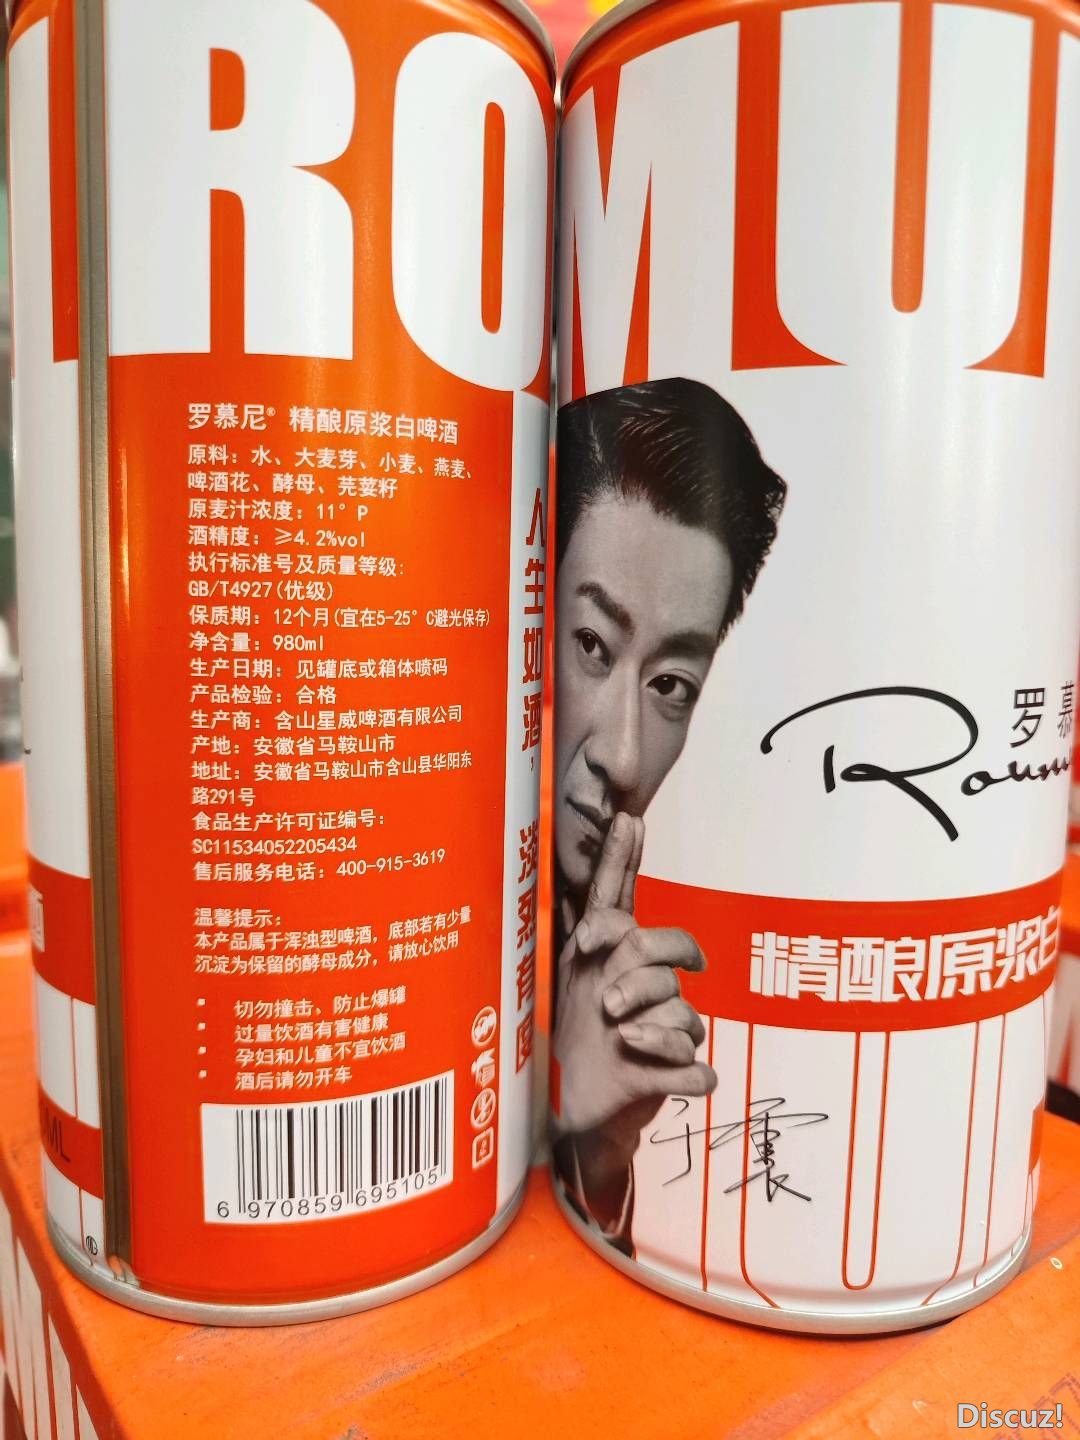 RO
MU
罗慕尼® 精酿原浆白啤酒
原料：水、大麦芽、小麦、燕麦、
啤酒花、酵母、芫荽籽
原麦汁浓度：11°P
酒精度：≥4.2%vol
执行标准号及质量等级：
GB/T4927(优级)
保质期：12个月(宜在5-25°C避光保存)
净含量：980ml
生产日期：见罐底或箱体喷码
产品检验：合格
生产商：含山星威啤酒有限公司
产地：安徽省马鞍山市
地址：安徽省马鞍山市含山县华阳东
路291号
食品生产许可证编号：
SC11534052205434
售后服务电话：400-915-3619
温馨提示：
本产品属于浑浊型啤酒，底部若有少量
沉淀为保留的酵母成分，请放心饮用
▪ 切勿撞击、防止爆罐
▪ 过量饮酒有害健康
▪ 孕妇和儿童不宜饮酒
▪ 酒后请勿开车
6 970859 695105
人生如酒，
罗慕
Roum
精酿原浆白
ML
Discuz!